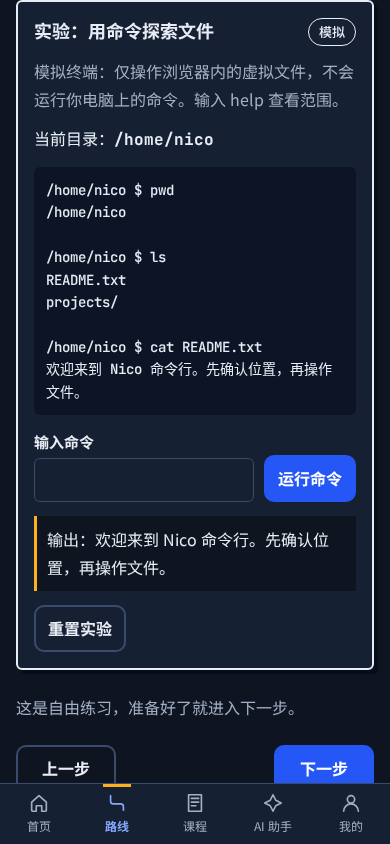 实验：用命令探索文件
模拟
模拟终端：仅操作浏览器内的虚拟文件，不会
运行你电脑上的命令。输入 help 查看范围。
当前目录：/home/nico
/home/nico $ pwd
/home/nico
/home/nico $ ls
README.txt
projects/
/home/nico $ cat README.txt
欢迎来到 Nico 命令行。先确认位置，再操作
文件。
输入命令
运行命令
输出：欢迎来到 Nico 命令行。先确认位
置，再操作文件。
重置实验
这是自由练习，准备好了就进入下一步。
上一步
下一步
首页
路线
课程
AI 助手
我的